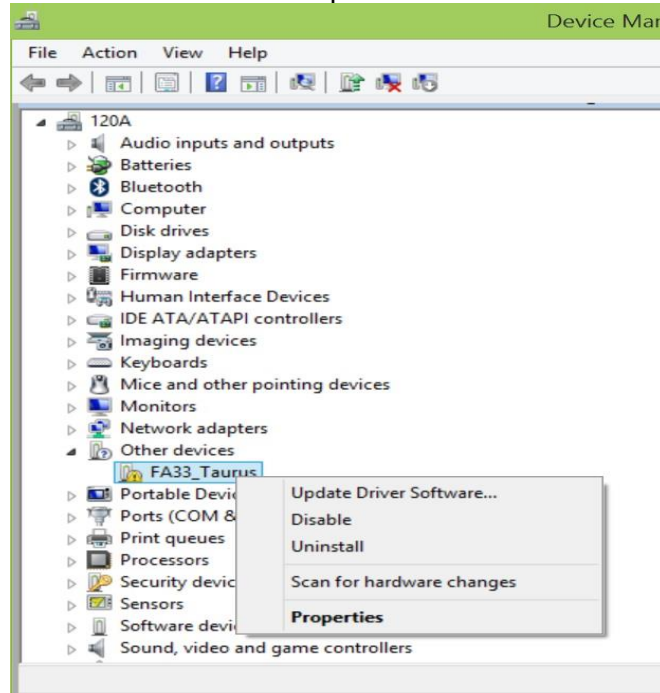 Device Mar
File Action View Help
120A
Audio inputs and outputs
Batteries
Bluetooth
Computer
Disk drives
Display adapters
Firmware
Human Interface Devices
IDE ATA/ATAPI controllers
Imaging devices
Keyboards
Mice and other pointing devices
Monitors
Network adapters
Other devices
FA33_Taurus
Portable Devic
Update Driver Software...
Ports (COM &
Disable
Print queues
Uninstall
Processors
Security devic
Scan for hardware changes
Sensors
Software devi
Properties
Sound, video and game controllers